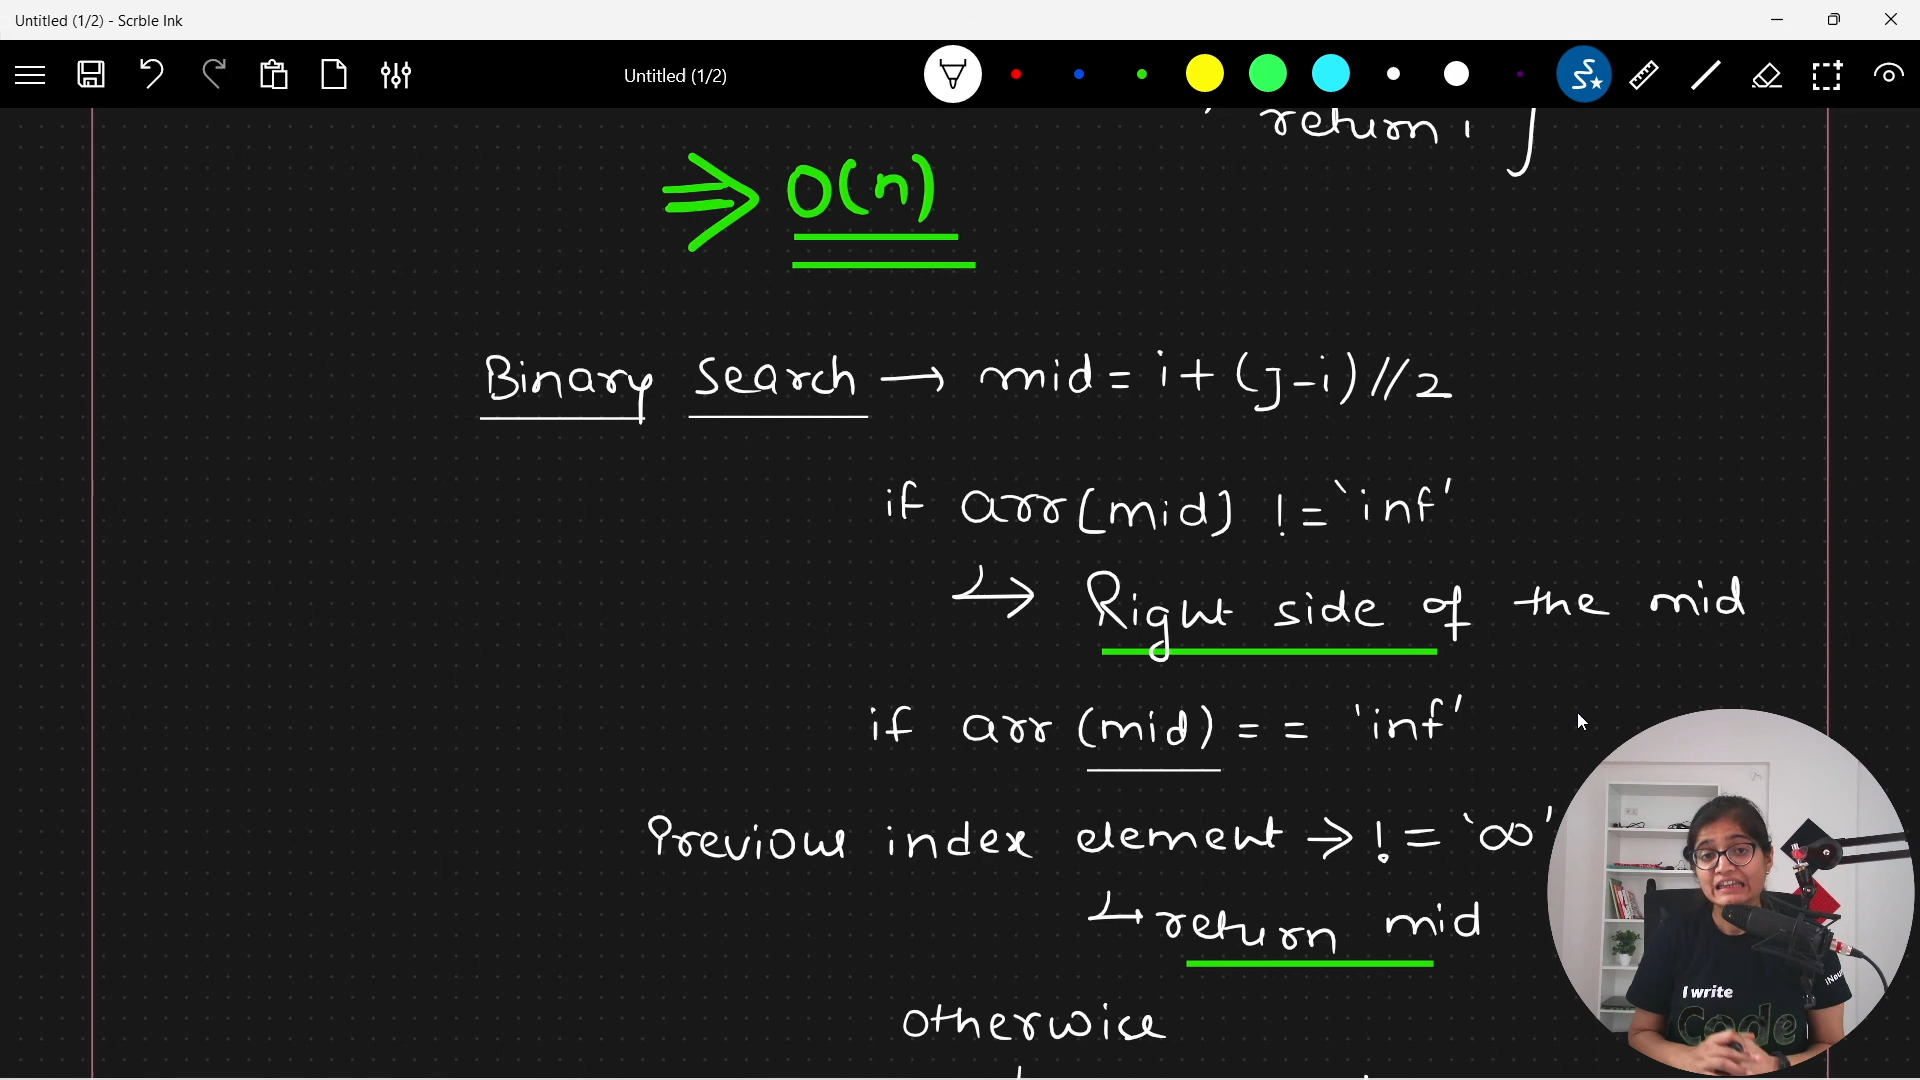 Untitled (1/2) - Scrble Ink
Untitled (1/2)
return i
⇒ O(n)
Binary Search → mid = i + (j-i)//2
if arr[mid] != 'inf'
↳ Right side of the mid
if arr (mid) == 'inf'
Previous index element → != '∞'
↳ return mid
otherwise
I write
Code